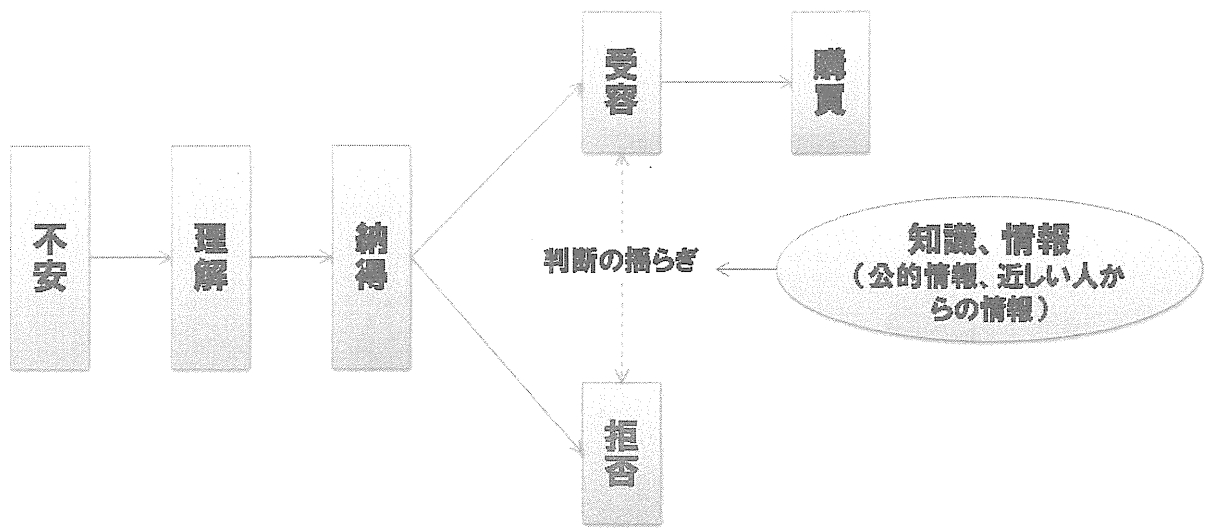 不安
理解
納得
受容
購買
判断の揺らぎ
拒否
知識、情報
（公的情報、近しい人か
らの情報）